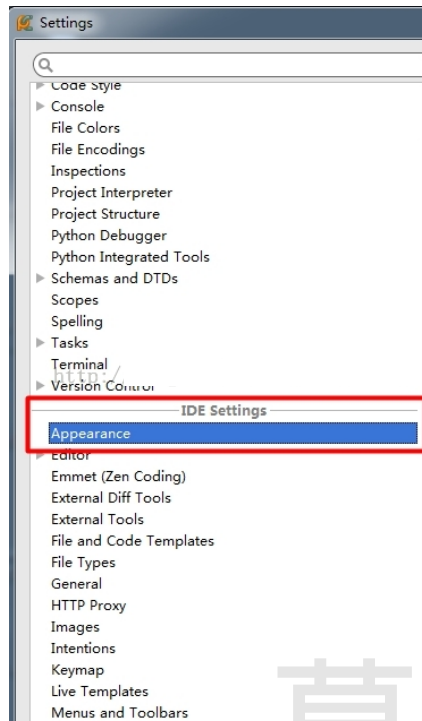 Settings
Code Style
Console
File Colors
File Encodings
Inspections
Project Interpreter
Project Structure
Python Debugger
Python Integrated Tools
Schemas and DTDs
Scopes
Spelling
Tasks
Terminal
http:/
Version Control
IDE Settings
Appearance
Editor
Emmet (Zen Coding)
External Diff Tools
External Tools
File and Code Templates
File Types
General
HTTP Proxy
Images
Intentions
Keymap
Live Templates
Menus and Toolbars